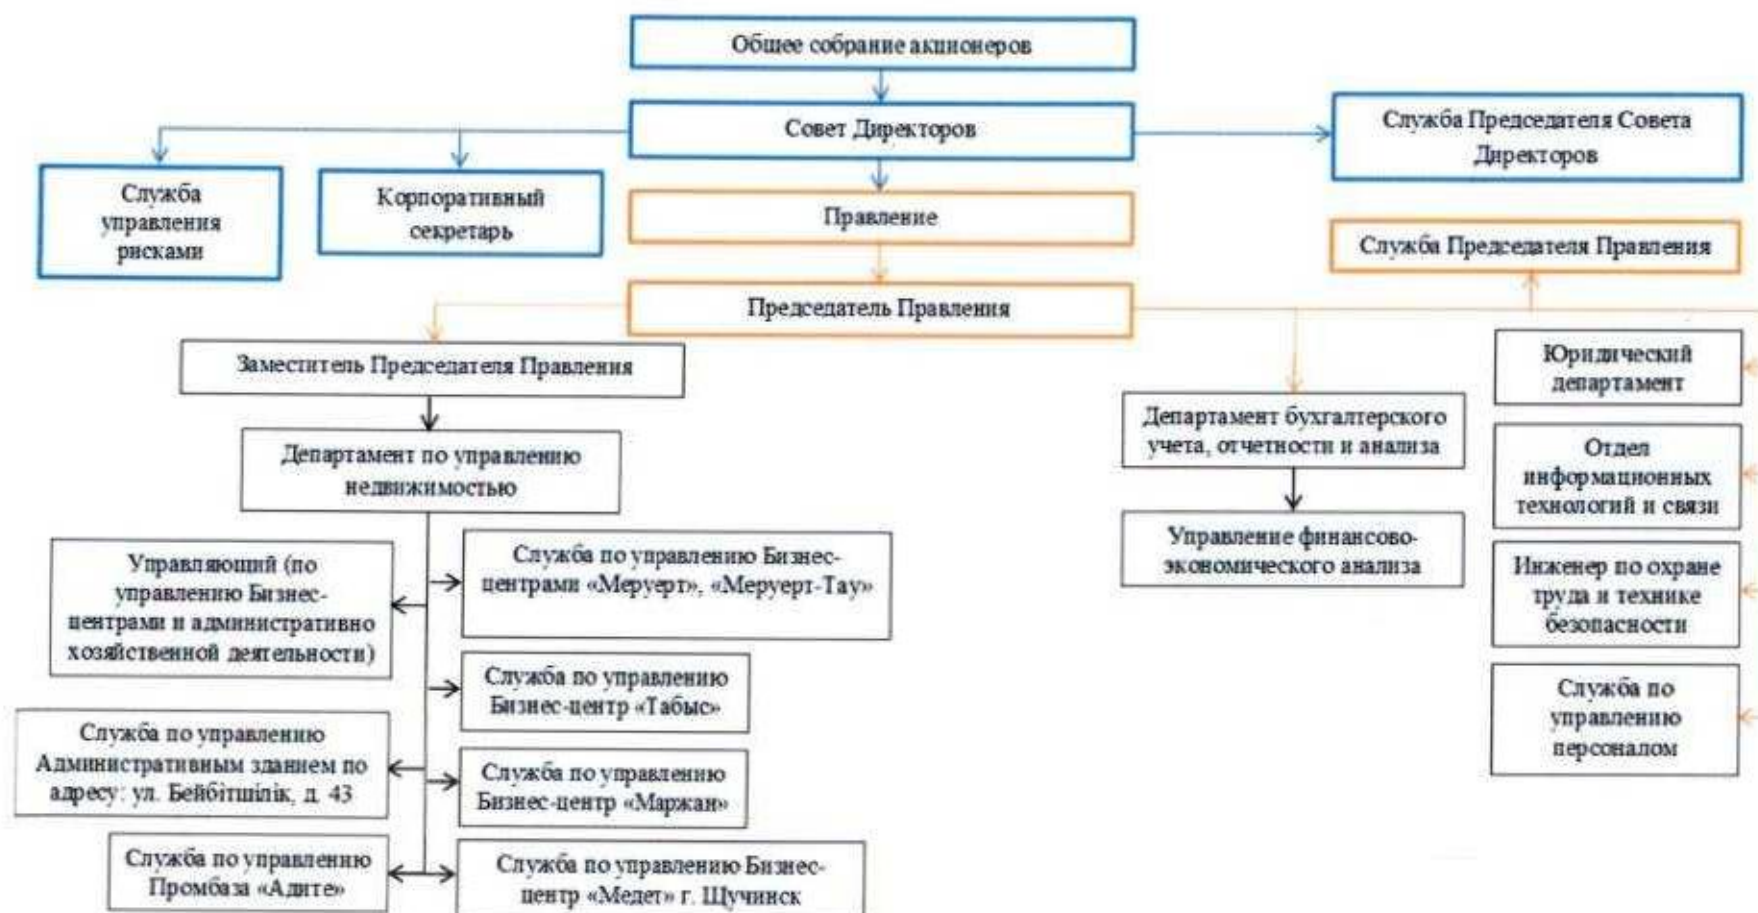 Общее собрание акционеров
Совет Директоров
Служба Председателя Совета
Директоров
Служба
управления
рисками
Корпоративный
секретарь
Правление
Служба Председателя Правления
Председатель Правления
Заместитель Председателя Правления
Юридический
департамент
Департамент бухгалтерского
учета, отчетности и анализа
Департамент по управлению
недвижимостью
Отдел
информационных
технологий и связи
Управление финансово-
экономического анализа
Управляющий (по
управлению Бизнес-
центрами и административно
хозяйственной деятельности)
Служба по управлению Бизнес-
центрами «Меруерт», «Меруерт-Тау»
Инженер по охране
труда и технике
безопасности
Служба по управлению
Бизнес-центр «Табыс»
Служба по
управлению
персоналом
Служба по управлению
Административным зданием по
адресу: ул. Бейбітшілік, д. 43
Служба по управлению
Бизнес-центр «Маржан»
Служба по управлению
Промбаза «Адите»
Служба по управлению Бизнес-
центр «Медет» г. Щучинск